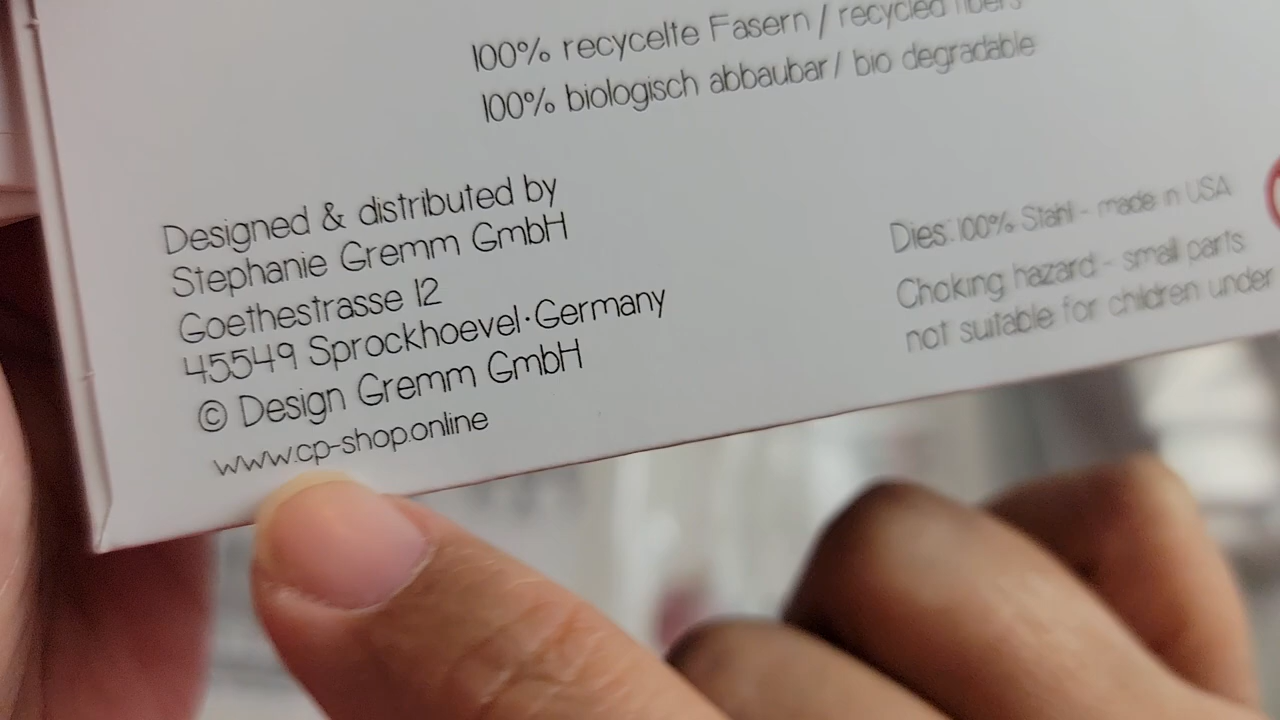 100% recycelte Fasern / recycled fibers
100% biologisch abbaubar / bio degradable
Designed & distributed by
Stephanie Gremm GmbH
Goethestrasse 12
45549 Sprockhoevel·Germany
© Design Gremm GmbH
www.cp-shop.online
Dies: 100% Stahl - made in USA
Choking hazard - small parts
not suitable for children under